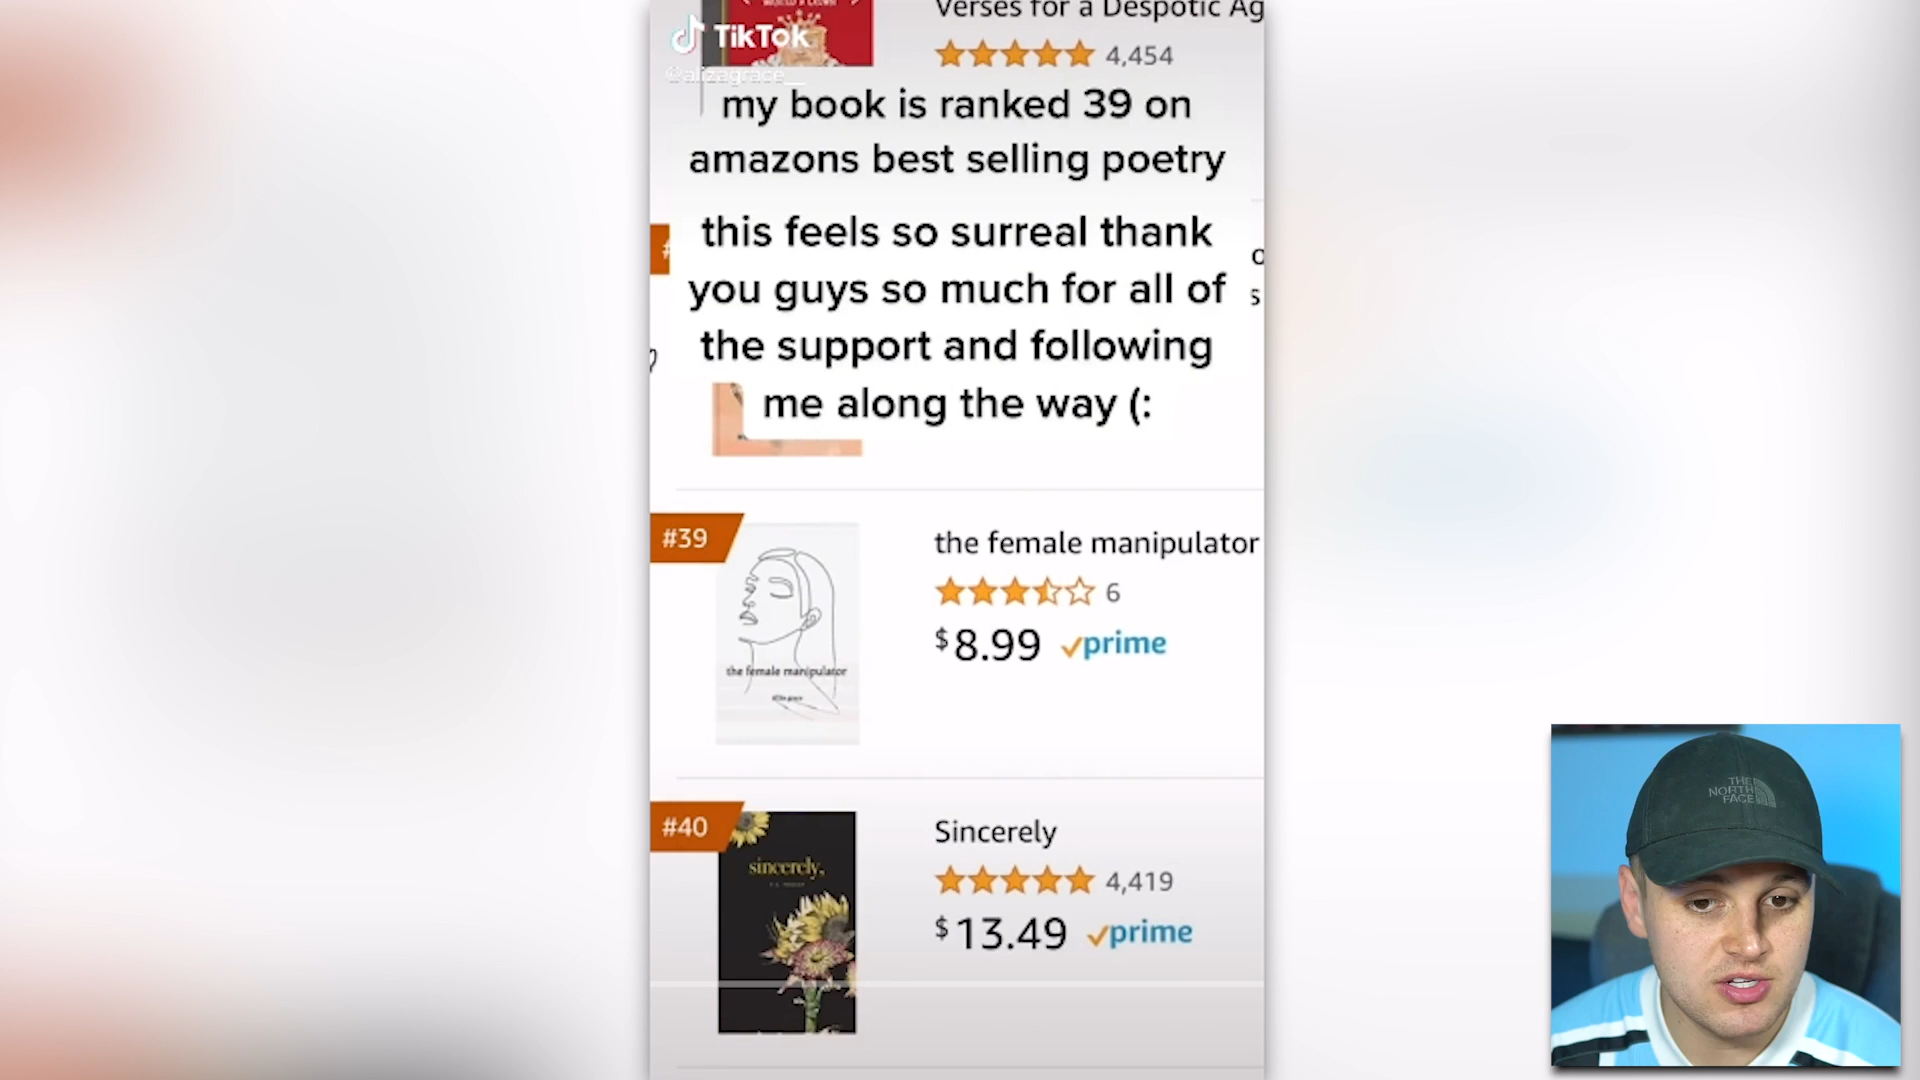 Verses for a Despotic Ag
TikTok
4,454
@alizagrace__
my book is ranked 39 on
amazons best selling poetry
this feels so surreal thank
you guys so much for all of
the support and following
me along the way (:
#39
the female manipulator
6
$8.99 prime
the female manipulator
#40
Sincerely
sincerely,
4,419
$13.49 prime
THE
NORTH
FACE